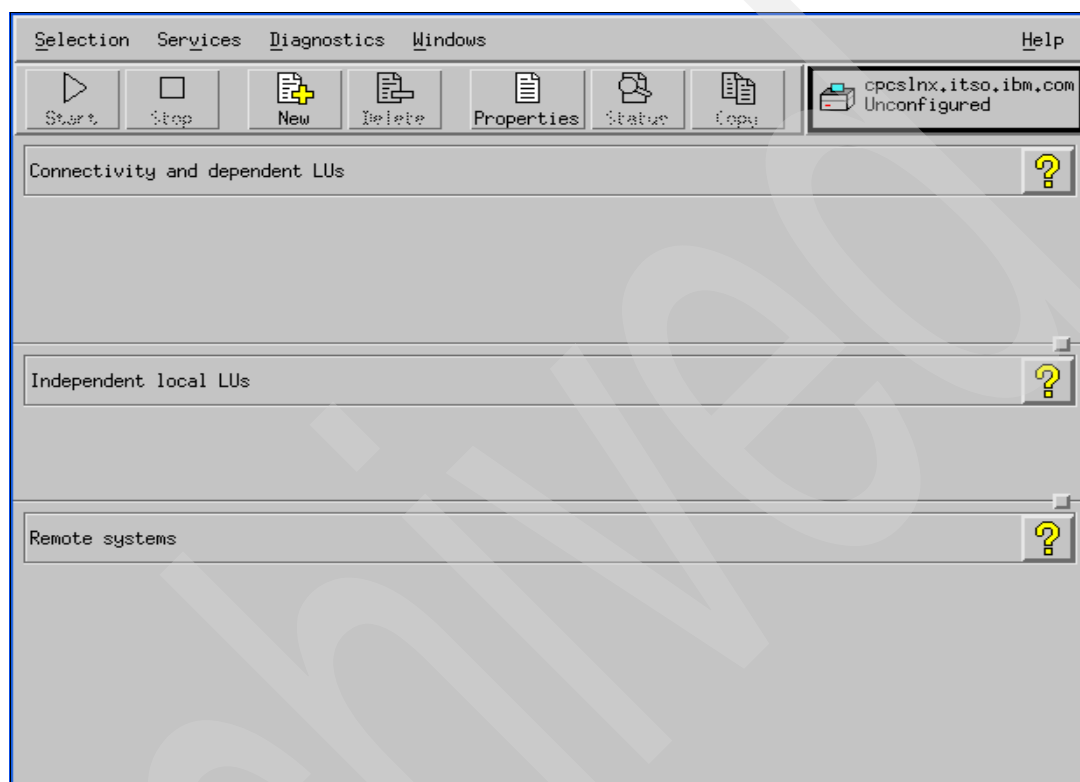 Selection Services Diagnostics Windows Help
Start Stop New Delete Properties Status Copy
cpcslnx.itso.ibm.com
Unconfigured
Connectivity and dependent LUs
Independent local LUs
Remote systems